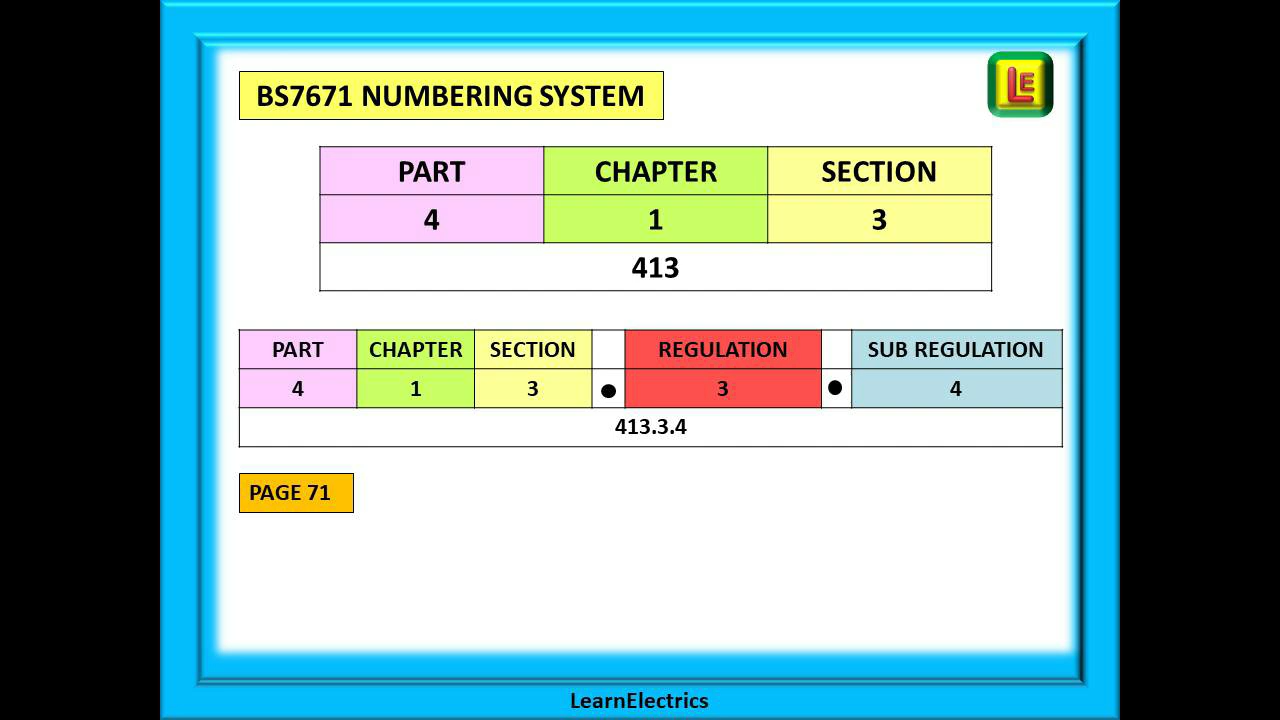 BS7671 NUMBERING SYSTEM
LE
PART CHAPTER SECTION
4 1 3
413
PART CHAPTER SECTION REGULATION SUB REGULATION
4 1 3 • 3 • 4
413.3.4
PAGE 71
LearnElectrics